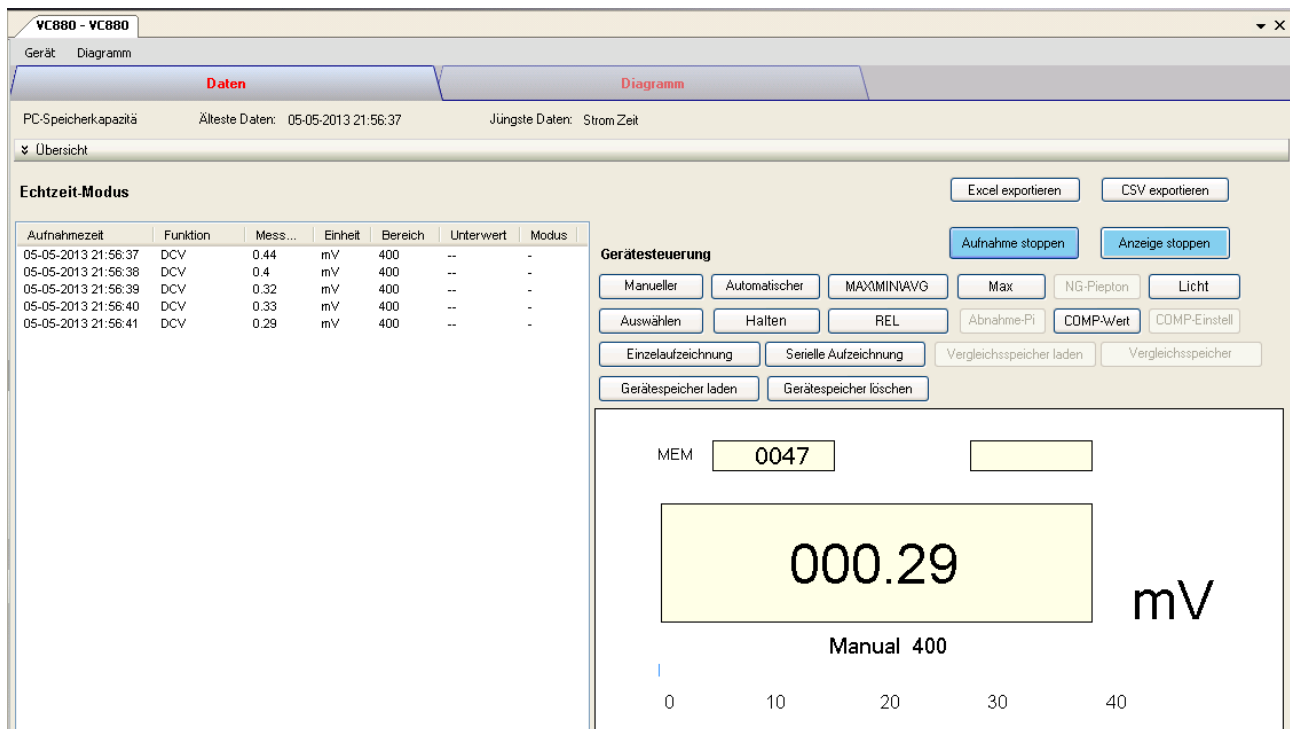 VC880 - VC880
Gerät Diagramm
Daten Diagramm
PC-Speicherkapazitä Älteste Daten: 05-05-2013 21:56:37 Jüngste Daten: Strom Zeit
Übersicht
Echtzeit-Modus Excel exportieren CSV exportieren
Aufnahmezeit Funktion Mess... Einheit Bereich Unterwert Modus
05-05-2013 21:56:37 DCV 0.44 mV 400 -- -
05-05-2013 21:56:38 DCV 0.4 mV 400 -- -
05-05-2013 21:56:39 DCV 0.32 mV 400 -- -
05-05-2013 21:56:40 DCV 0.33 mV 400 -- -
05-05-2013 21:56:41 DCV 0.29 mV 400 -- -
Gerätesteuerung Aufnahme stoppen Anzeige stoppen
Manueller Automatischer MAX\MIN\AVG Max NG-Piepton Licht
Auswählen Halten REL Abnahme-Pi COMP-Wert COMP-Einstell
Einzelaufzeichnung Serielle Aufzeichnung Vergleichsspeicher laden Vergleichsspeicher
Gerätespeicher laden Gerätespeicher löschen
MEM 0047
000.29
mV
Manual 400
0 10 20 30 40